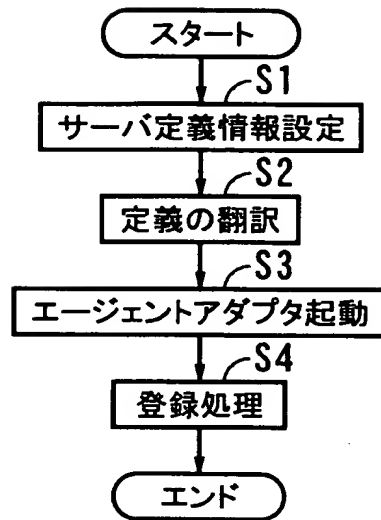 スタート
S1
サーバ定義情報設定
S2
定義の翻訳
S3
エージェントアダプタ起動
S4
登録処理
エンド